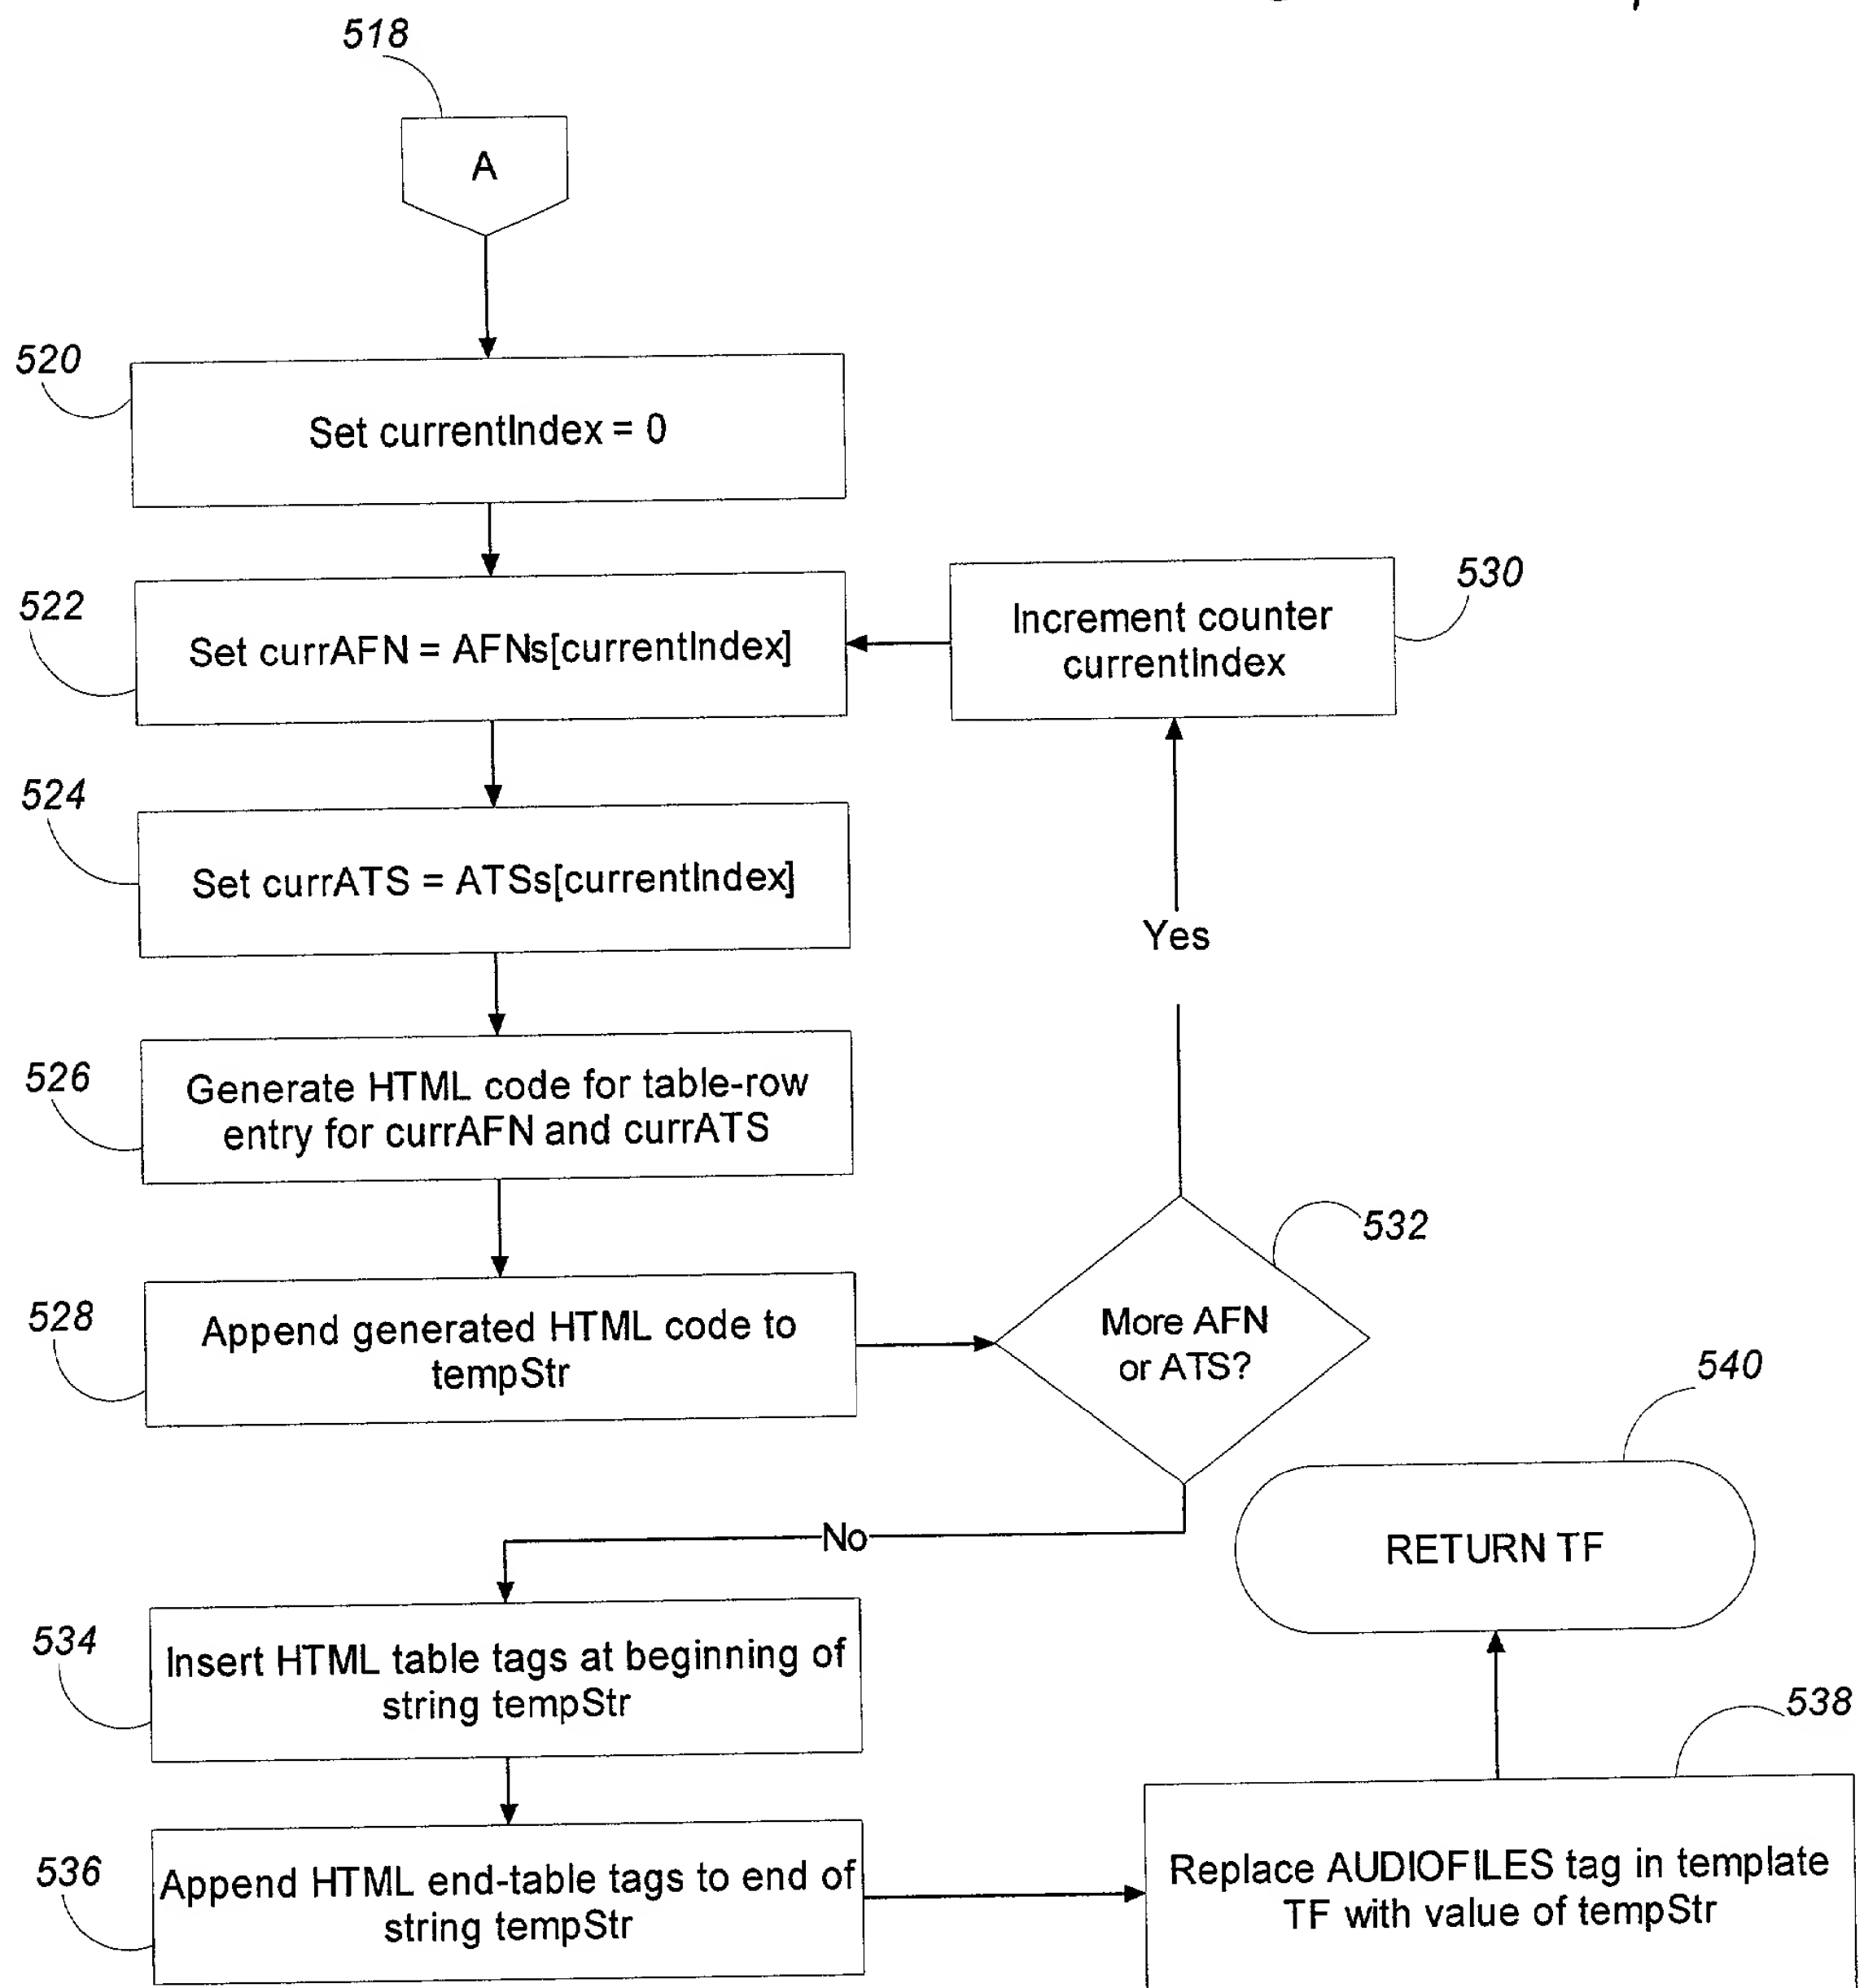 518
A
520
Set currentIndex = 0
522
Set currAFN = AFNs[currentIndex]
530
Increment counter
currentIndex
524
Set currATS = ATSs[currentIndex]
Yes
526
Generate HTML code for table-row
entry for currAFN and currATS
532
528
Append generated HTML code to
tempStr
More AFN
or ATS?
540
No
RETURN TF
534
Insert HTML table tags at beginning of
string tempStr
538
536
Append HTML end-table tags to end of
string tempStr
Replace AUDIOFILES tag in template
TF with value of tempStr